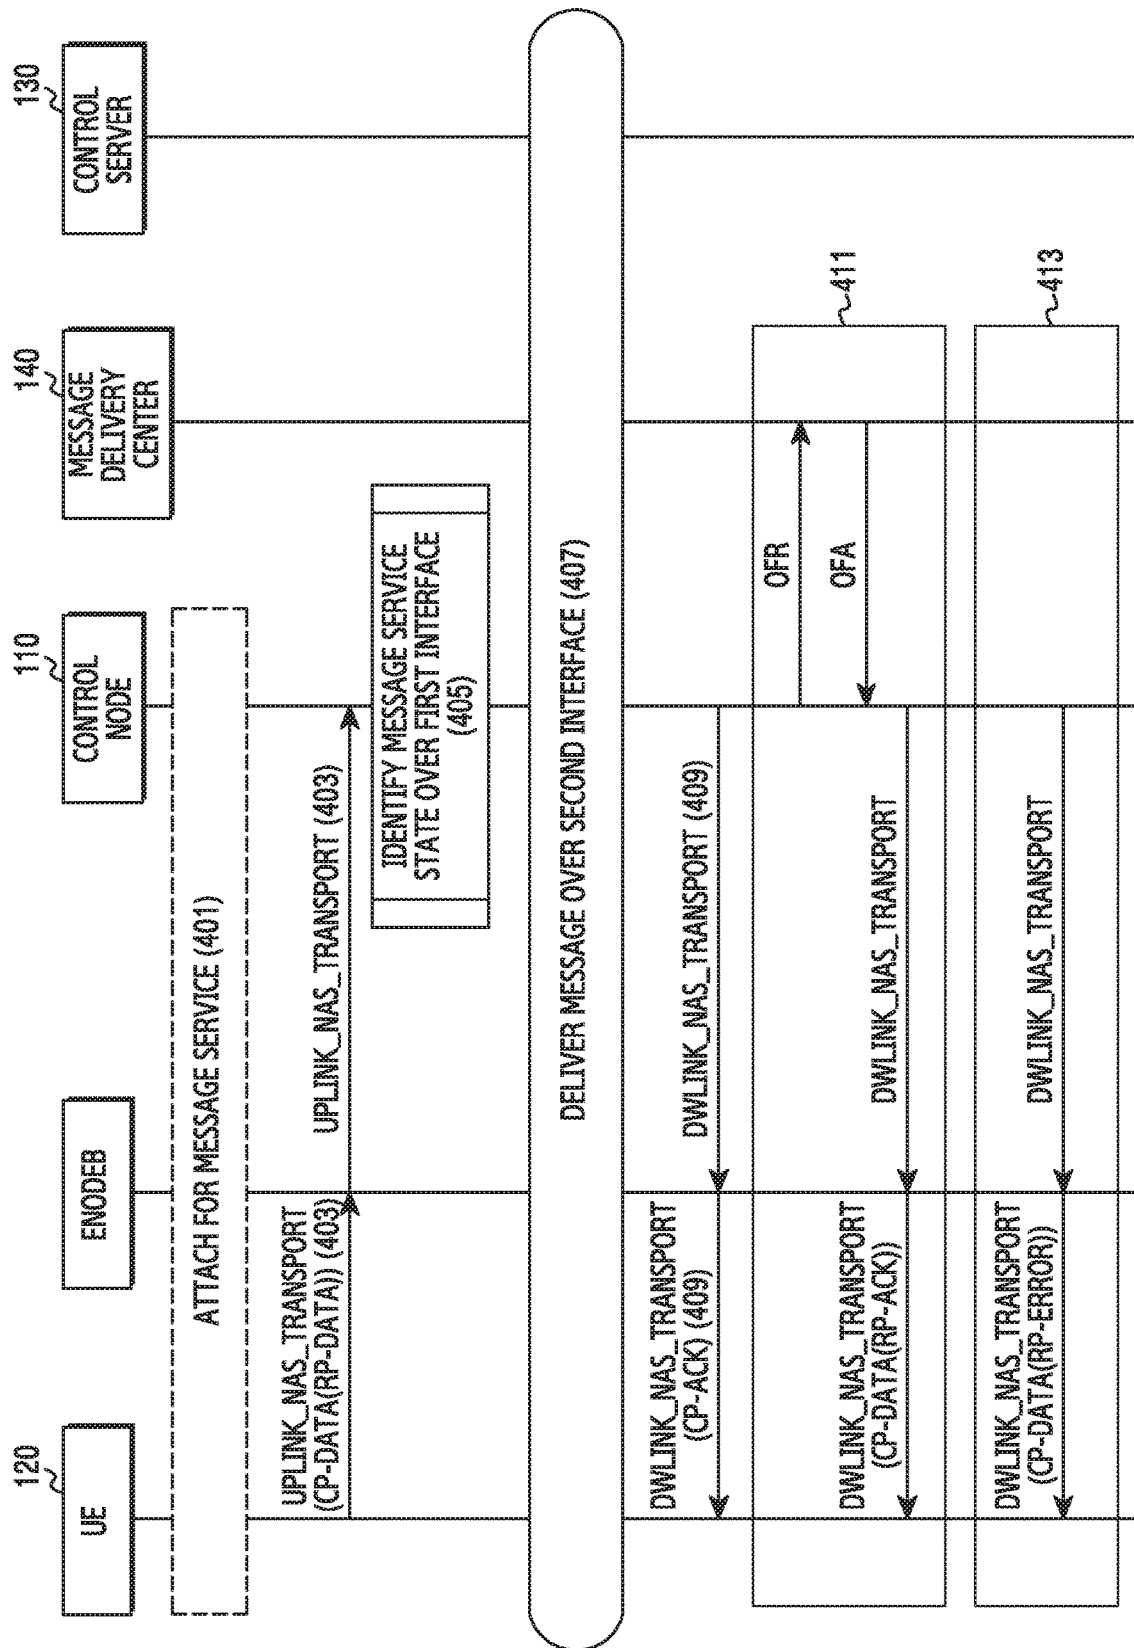 120
UE
ENODEB
110
CONTROL
NODE
140
MESSAGE
DELIVERY
CENTER
130
CONTROL
SERVER
ATTACH FOR MESSAGE SERVICE (401)
UPLINK_NAS_TRANSPORT
(CP-DATA(RP-DATA)) (403)
UPLINK_NAS_TRANSPORT (403)
IDENTIFY MESSAGE SERVICE
STATE OVER FIRST INTERFACE
(405)
DELIVER MESSAGE OVER SECOND INTERFACE (407)
DWLINK_NAS_TRANSPORT
(CP-ACK) (409)
DWLINK_NAS_TRANSPORT (409)
411
OFR
OFA
DWLINK_NAS_TRANSPORT
(CP-DATA(RP-ACK))
DWLINK_NAS_TRANSPORT
413
DWLINK_NAS_TRANSPORT
(CP-DATA(RP-ERROR))
DWLINK_NAS_TRANSPORT